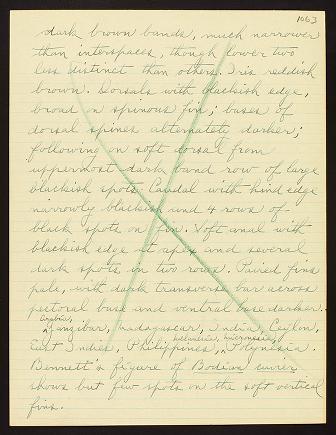 1063
dark brown bands, much narrower
than interspaces, though lower two
less distinct than others. Iris reddish
brown. Dorsals with blackish edge,
broad on spinous fin; bases of
dorsal spines alternately darker;
following on soft dorsal from
uppermost dark band row of large
blackish spots. Caudal with hind edge
narrowly blackish and 4 rows of
black spots on fin. Soft anal with
blackish edge at apex and several
dark spots in two rows. Paired fins
pale, with dark transverse bar across
pectoral base and ventral base darker.
Arabia,
Zanzibar, Madagascar, India, Ceylon,
Melanesia, Micronesia,
East Indies, Philippines, Polynesia.
Bennett's figure of Bodian
shows but few spots on the soft vertical
fins.